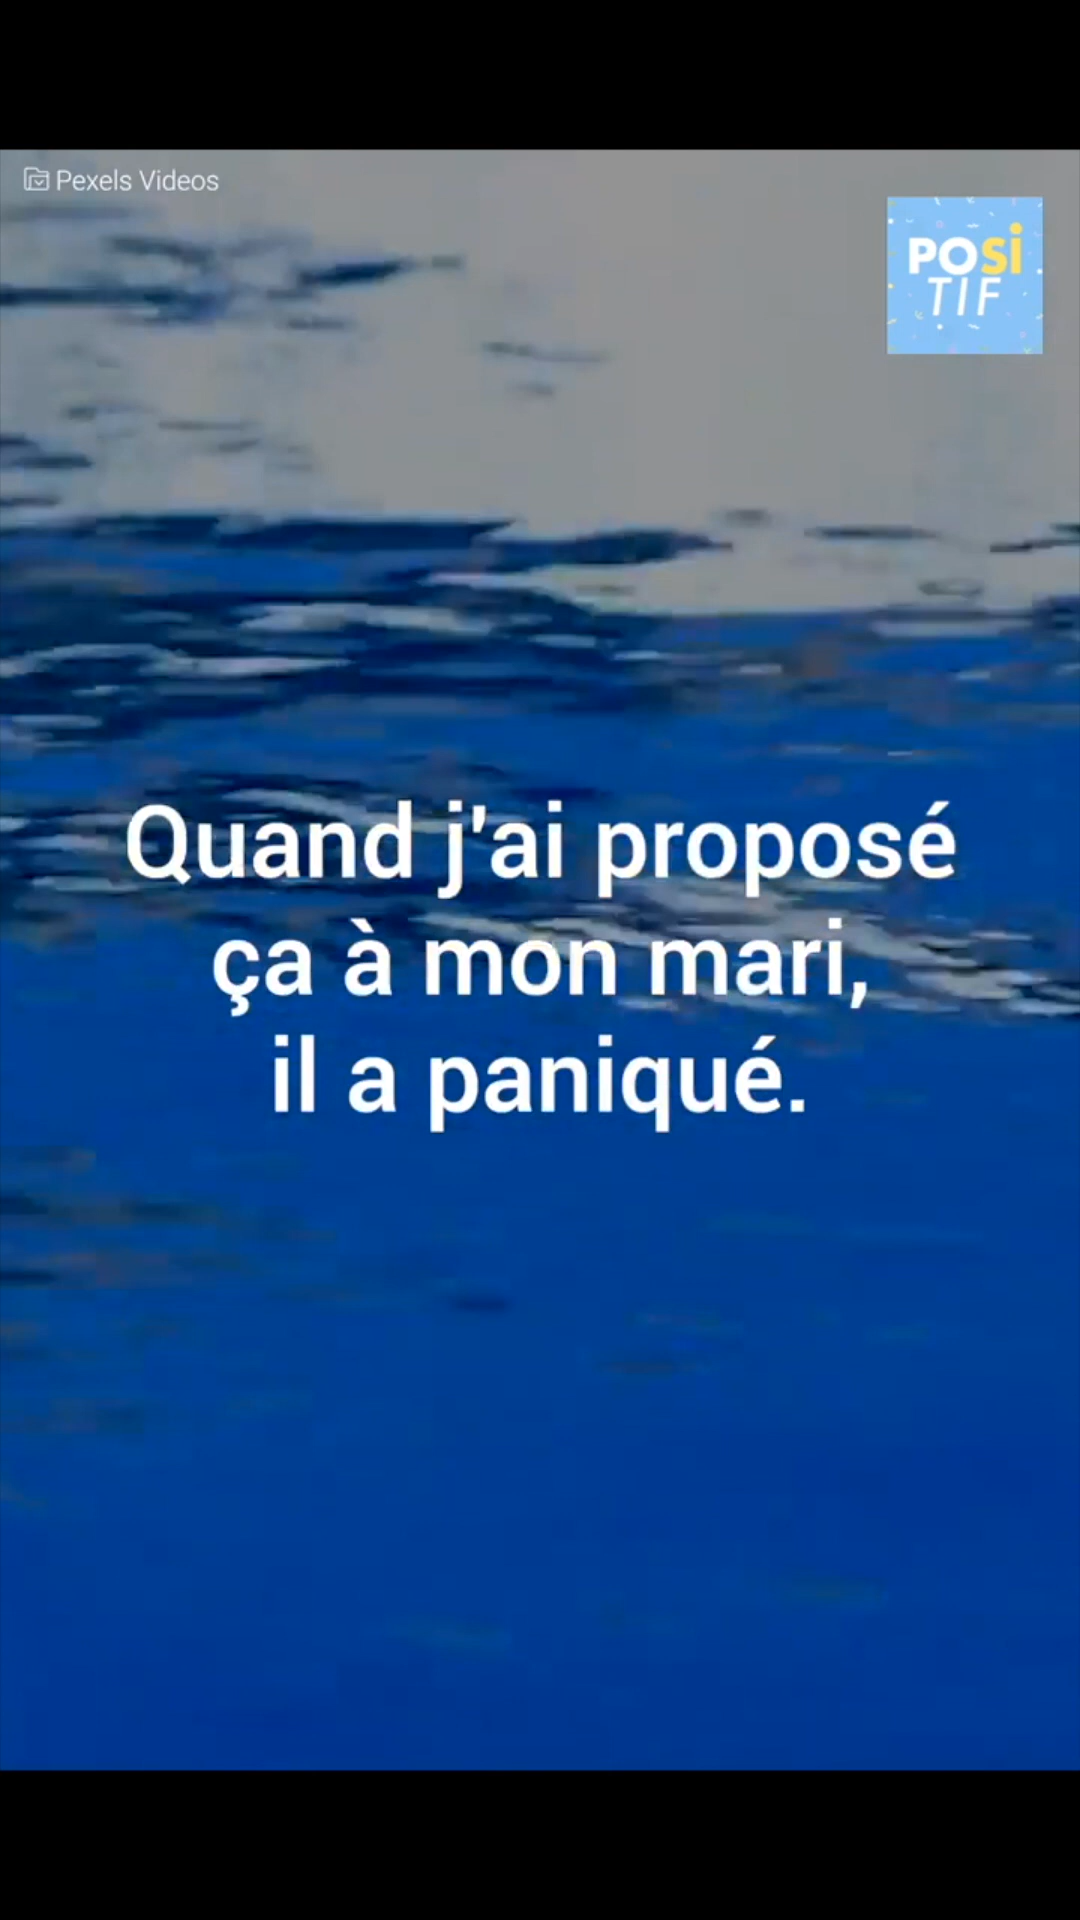 Pexels Videos
POSi
TIF
Quand j'ai proposé
ça à mon mari,
il a paniqué.